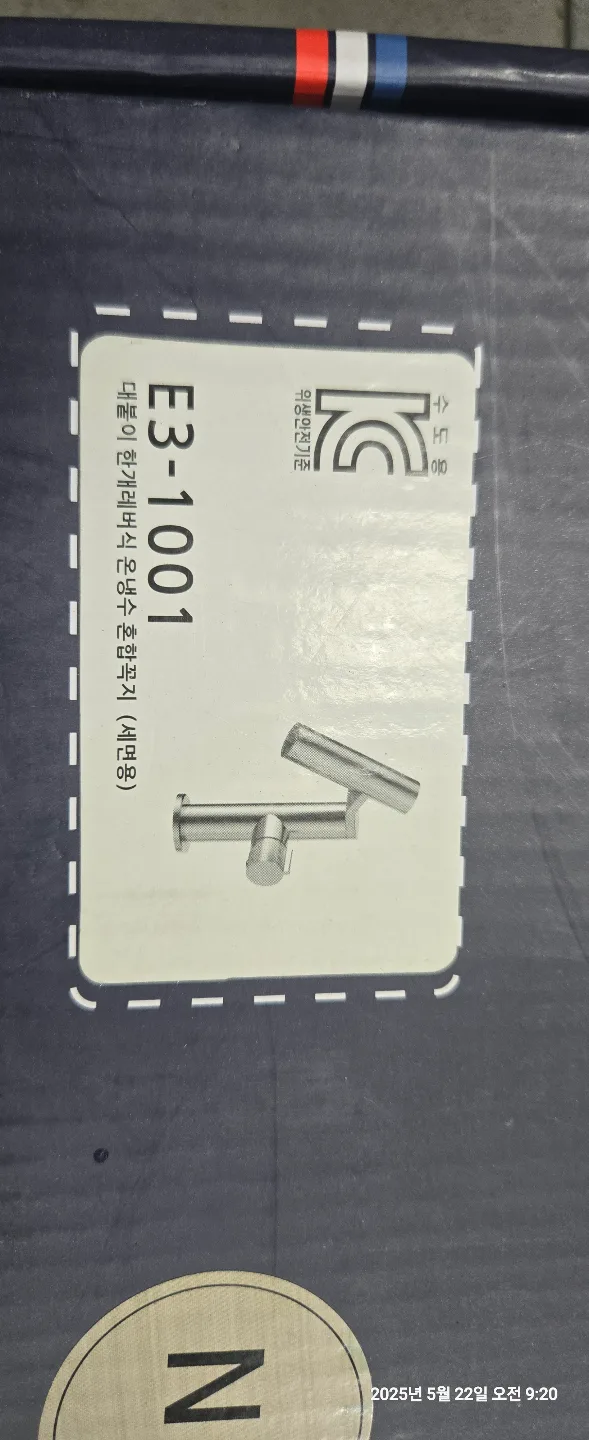 수 도 용
KC
위생안전기준
E3-1001
대붙이 한개레버식 온냉수 혼합꼭지 (세면용)
N
2025년 5월 22일 오전 9:20